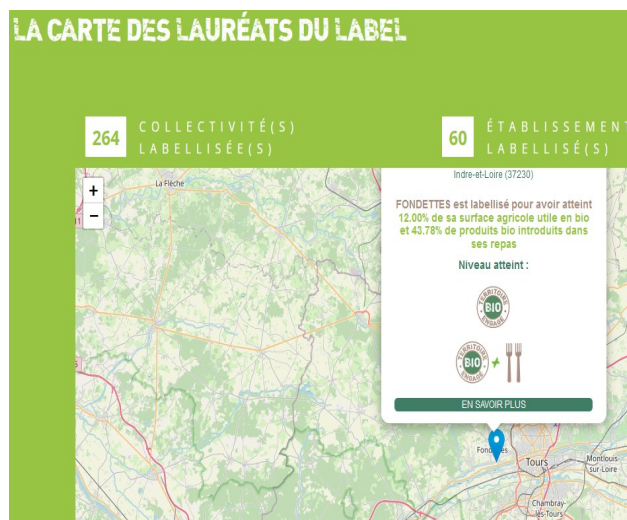 LA CARTE DES LAURÉATS DU LABEL
264
COLLECTIVITÉ(S)
LABELLISÉE(S)
60
ÉTABLISSEMENT
LABELLISÉ(S)
+
−
La Flèche
Indre-et-Loire (37230)
FONDETTES est labellisé pour avoir atteint
12.00% de sa surface agricole utile en bio
et 43.78% de produits bio introduits dans
ses repas
Niveau atteint :
TERRITOIRE
BIO
ENGAGÉ
TERRITOIRE
BIO
ENGAGÉ
+
EN SAVOIR PLUS
Tours
Montlouis-
sur-Loire
Chambray-
lès-Tours